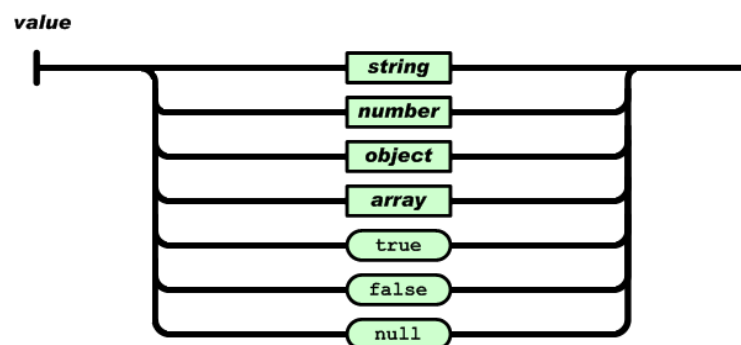 value
string
number
object
array
true
false
null